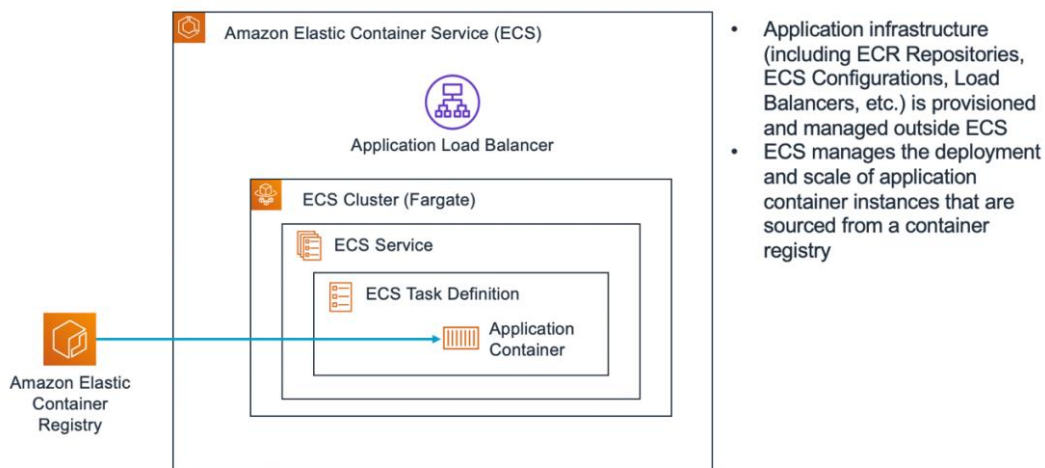 Amazon Elastic Container Service (ECS)
Application Load Balancer
ECS Cluster (Fargate)
ECS Service
ECS Task Definition
Application
Container
Amazon Elastic
Container
Registry
• Application infrastructure
(including ECR Repositories,
ECS Configurations, Load
Balancers, etc.) is provisioned
and managed outside ECS
• ECS manages the deployment
and scale of application
container instances that are
sourced from a container
registry